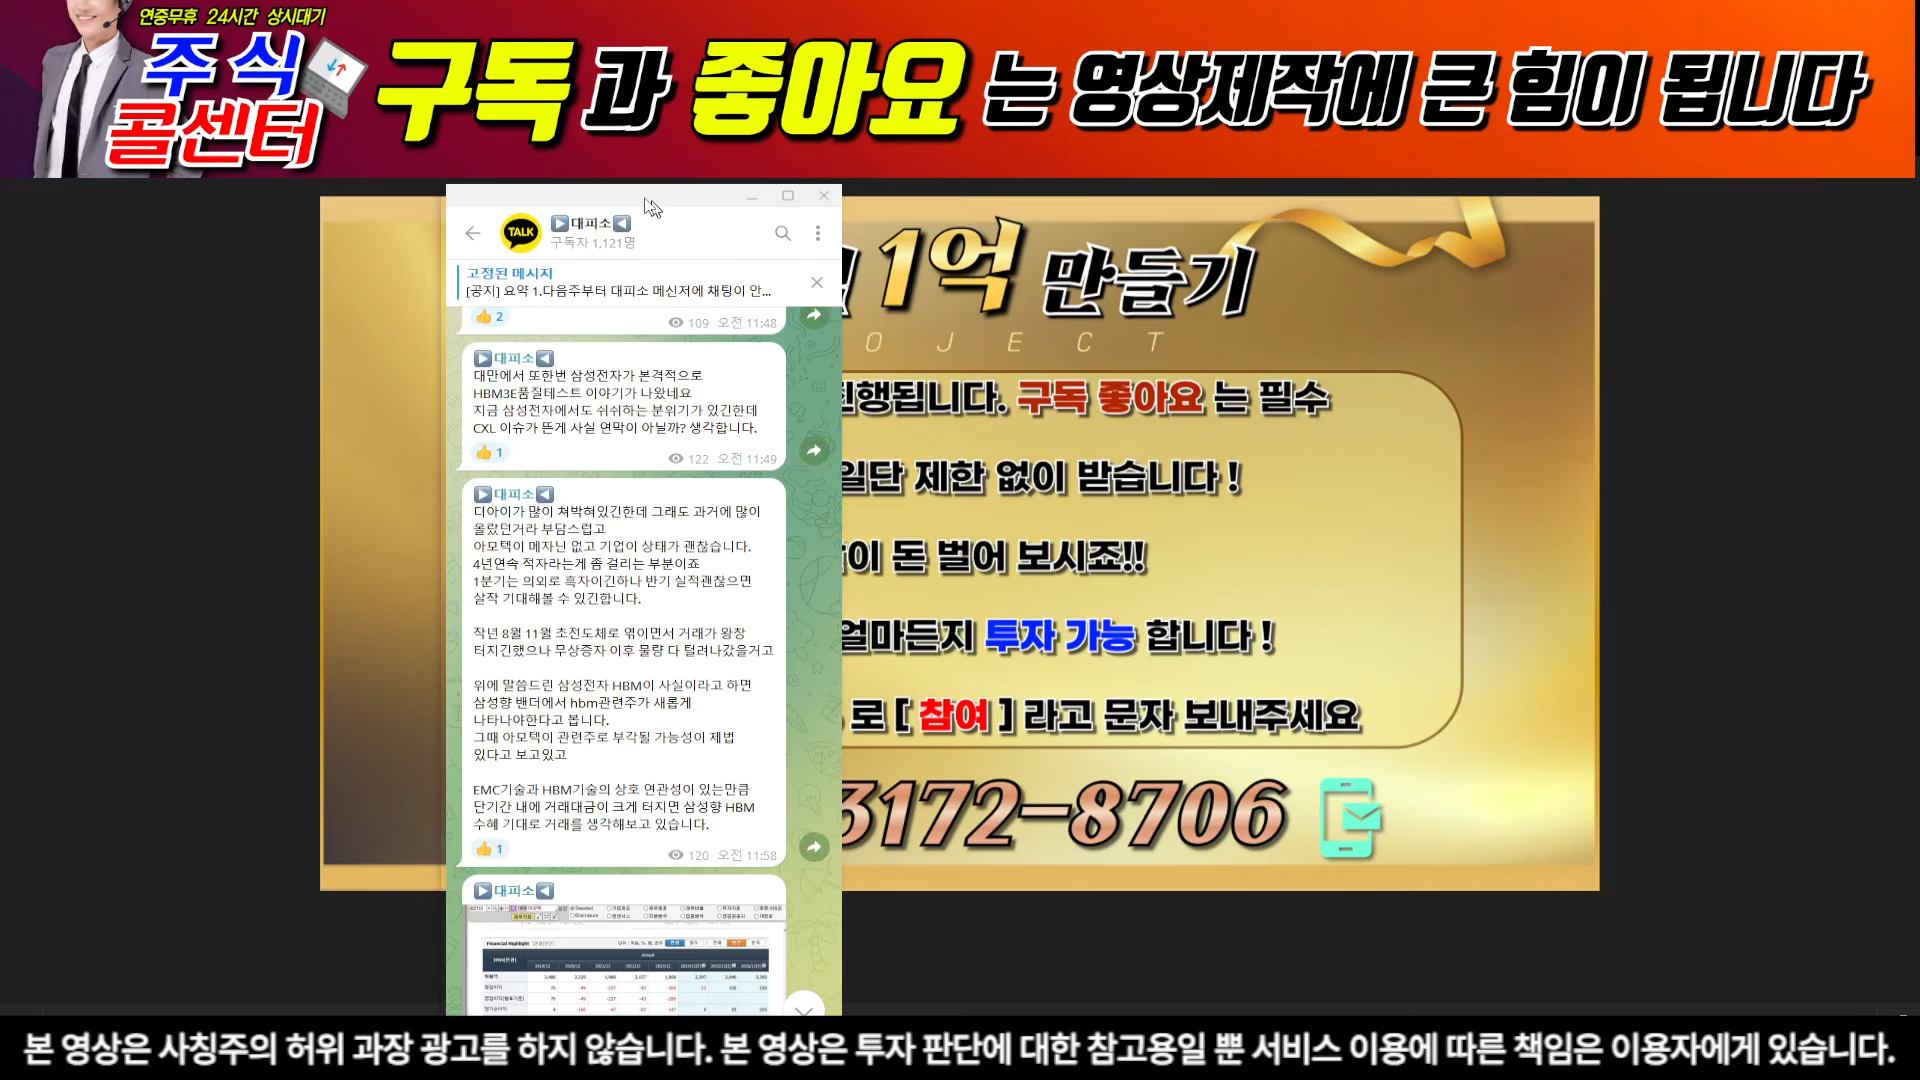 연중무휴 24시간 상시대기
주식
콜센터
구독과 좋아요는 영상제작에 큰 힘이 됩니다
TALK
▶대피소◀
구독자 1,121명
고정된 메시지
[공지] 요약 1.다음주부터 대피소 메신저에 채팅이 안...
👍 2
109 오전 11:48
▶대피소◀
대만에서 또한번 삼성전자가 본격적으로
HBM3E품질테스트 이야기가 나왔네요
지금 삼성전자에서도 쉬쉬하는 분위기가 있긴한데
CXL 이슈가 뜬게 사실 연막이 아닐까? 생각합니다.
👍 1
122 오전 11:49
▶대피소◀
디아이가 많이 쳐박혀있긴한데 그래도 과거에 많이
올랐던거라 부담스럽고
아모텍이 메자닌 없고 기업이 상태가 괜찮습니다.
4년연속 적자라는게 좀 걸리는 부분이죠
1분기는 의외로 흑자이긴하나 반기 실적괜찮으면
살작 기대해볼 수 있긴합니다.
작년 8월 11월 초전도체로 엮이면서 거래가 왕창
터지긴했으나 무상증자 이후 물량 다 털려나갔을거고
위에 말씀드린 삼성전자 HBM이 사실이라고 하면
삼성향 밴더에서 hbm관련주가 새롭게
나타나야한다고 봅니다.
그때 아모텍이 관련주로 부각될 가능성이 제법
있다고 보고있고
EMC기술과 HBM기술의 상호 연관성이 있는만큼
단기간 내에 거래대금이 크게 터지면 삼성향 HBM
수혜 기대로 거래를 생각해보고 있습니다.
👍 1
120 오전 11:58
▶대피소◀
Financial Highlight
1억 만들기
O J E C T
행됩니다. 구독 좋아요 는 필수
일단 제한 없이 받습니다 !
이 돈 벌어 보시죠!!
얼마든지 투자 가능 합니다 !
로 [ 참여 ] 라고 문자 보내주세요
3172-8706
본 영상은 사칭주의 허위 과장 광고를 하지 않습니다. 본 영상은 투자 판단에 대한 참고용일 뿐 서비스 이용에 따른 책임은 이용자에게 있습니다.